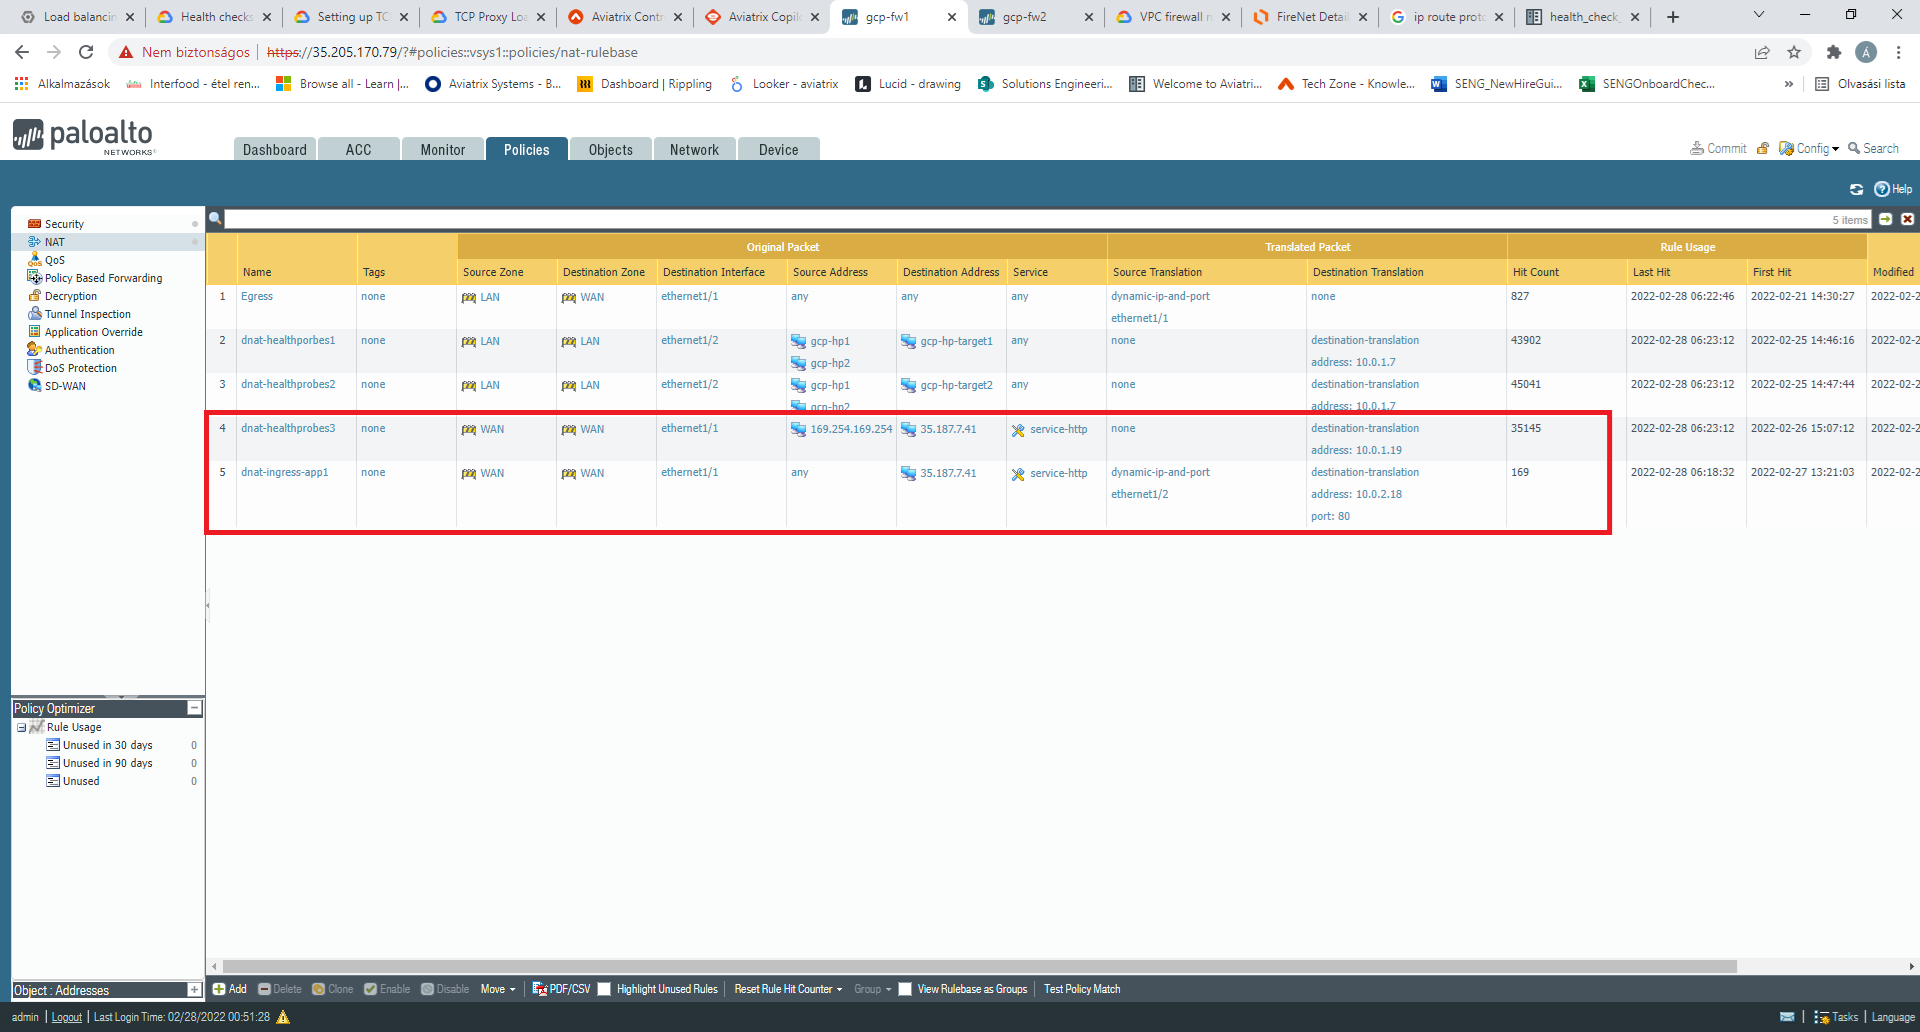 Load balancin
Health checks
Setting up TC
TCP Proxy Loa
Aviatrix Contr
Aviatrix Copil
gcp-fw1
gcp-fw2
VPC firewall r
FireNet Detail
ip route proto
health_check_
Nem biztonságos
https://35.205.170.79/?#policies::vsys1::policies/nat-rulebase
Alkalmazások
Interfood - étel ren...
Browse all - Learn |...
Aviatrix Systems - B...
Dashboard | Rippling
Looker - aviatrix
Lucid - drawing
Solutions Engineeri...
Welcome to Aviatri...
Tech Zone - Knowle...
SENG_NewHireGui...
SENGOnboardChec...
»
Olvasási lista
paloalto
NETWORKS®
Dashboard
ACC
Monitor
Policies
Objects
Network
Device
Commit
Config
Search
Help
Security
NAT
QoS
Policy Based Forwarding
Decryption
Tunnel Inspection
Application Override
Authentication
DoS Protection
SD-WAN
5 items
Original Packet Translated Packet Rule Usage
Name Tags Source Zone Destination Zone Destination Interface Source Address Destination Address Service Source Translation Destination Translation Hit Count Last Hit First Hit Modified
1 Egress none LAN WAN ethernet1/1 any any any dynamic-ip-and-port none 827 2022-02-28 06:22:46 2022-02-21 14:30:27 2022-02-2
ethernet1/1
2 dnat-healthporbes1 none LAN LAN ethernet1/2 gcp-hp1 gcp-hp-target1 any none destination-translation 43902 2022-02-28 06:23:12 2022-02-25 14:46:16 2022-02-2
gcp-hp2 address: 10.0.1.7
3 dnat-healthprobes2 none LAN LAN ethernet1/2 gcp-hp1 gcp-hp-target2 any none destination-translation 45041 2022-02-28 06:23:12 2022-02-25 14:47:44 2022-02-2
gcp-hp2 address: 10.0.1.7
4 dnat-healthprobes3 none WAN WAN ethernet1/1 169.254.169.254 35.187.7.41 service-http none destination-translation 35145 2022-02-28 06:23:12 2022-02-26 15:07:12 2022-02-2
address: 10.0.1.19
5 dnat-ingress-app1 none WAN WAN ethernet1/1 any 35.187.7.41 service-http dynamic-ip-and-port destination-translation 169 2022-02-28 06:18:32 2022-02-27 13:21:03 2022-02-2
ethernet1/2 address: 10.0.2.18
port: 80
Policy Optimizer
Rule Usage
Unused in 30 days 0
Unused in 90 days 0
Unused 0
Object : Addresses
Add
Delete
Clone
Enable
Disable
Move
PDF/CSV
Highlight Unused Rules
Reset Rule Hit Counter
Group
View Rulebase as Groups
Test Policy Match
admin | Logout | Last Login Time: 02/28/2022 00:51:28
Tasks | Language